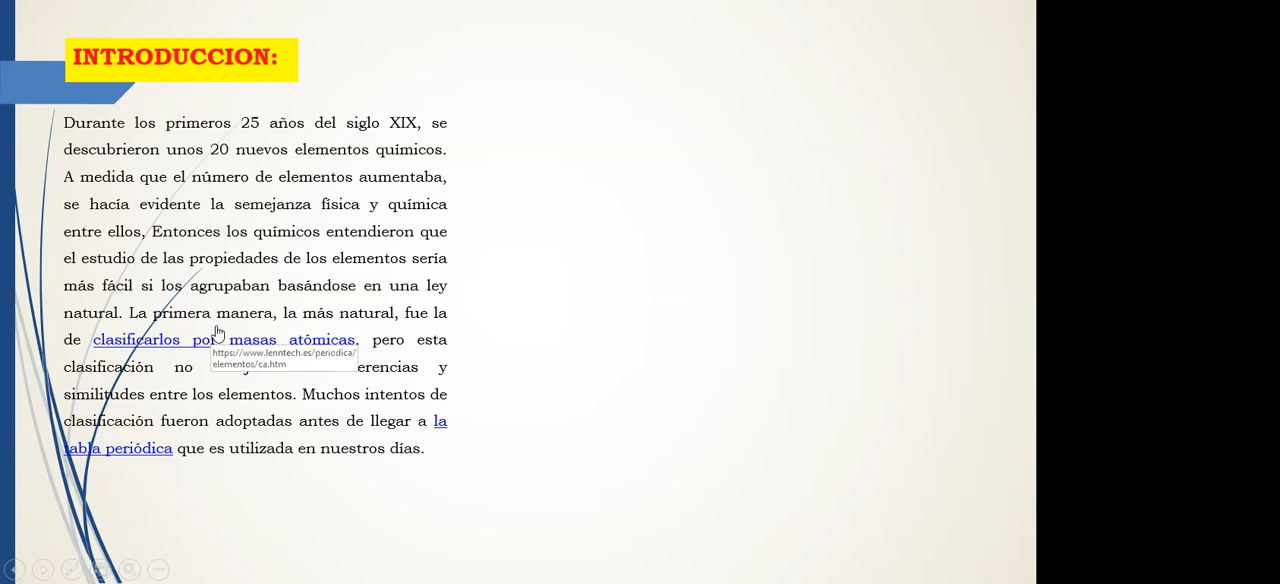 INTRODUCCION:
Durante los primeros 25 años del siglo XIX, se
descubrieron unos 20 nuevos elementos químicos.
A medida que el número de elementos aumentaba,
se hacía evidente la semejanza física y química
entre ellos, Entonces los químicos entendieron que
el estudio de las propiedades de los elementos sería
más fácil si los agrupaban basándose en una ley
natural. La primera manera, la más natural, fue la
de clasificarlos por masas atómicas, pero esta
https://www.lenntech.es/periodica/
elementos/ca.htm
clasificación no y
similitudes entre los elementos. Muchos intentos de
clasificación fueron adoptadas antes de llegar a la
tabla periódica que es utilizada en nuestros días.